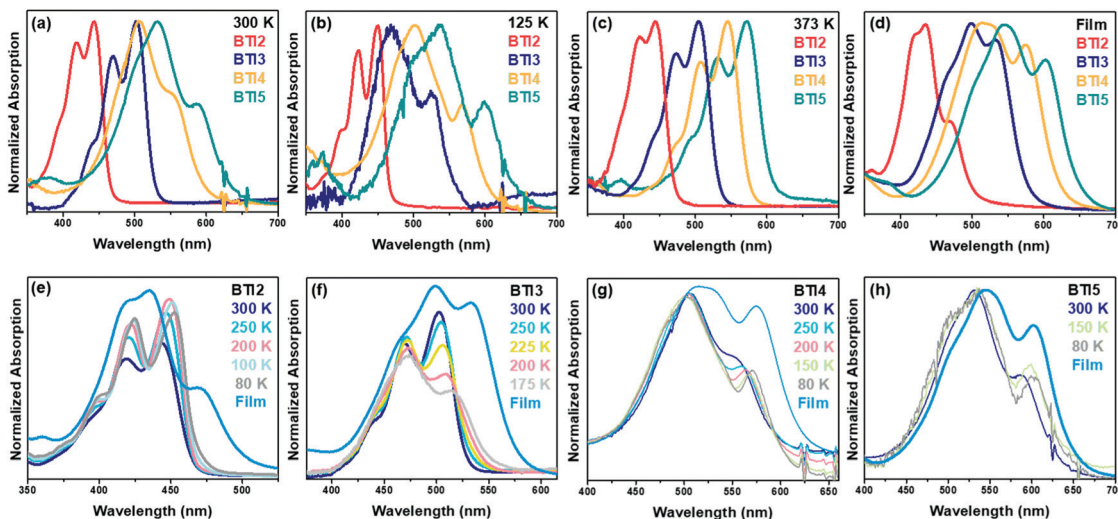 (a) 300 K
BTI2
BTI3
BTI4
BTI5
Normalized Absorption
400 500 600 700
Wavelength (nm)
(b) 125 K
BTI2
BTI3
BTI4
BTI5
Normalized Absorption
400 500 600 700
Wavelength (nm)
(c) 373 K
BTI2
BTI3
BTI4
BTI5
Normalized Absorption
400 500 600 700
Wavelength (nm)
(d) Film
BTI2
BTI3
BTI4
BTI5
Normalized Absorption
400 500 600 70
Wavelength (nm)
(e) BTI2
300 K
250 K
200 K
100 K
80 K
Film
Normalized Absorption
350 400 450 500
Wavelength (nm)
(f) BTI3
300 K
250 K
225 K
200 K
175 K
Film
Normalized Absorption
400 450 500 550 600
Wavelength (nm)
(g) BTI4
300 K
250 K
200 K
150 K
80 K
Film
Normalized Absorption
400 450 500 550 600 650
Wavelength (nm)
(h) BTI5
300 K
150 K
80 K
Film
Normalized Absorption
400 450 500 550 600 650 700
Wavelength (nm)